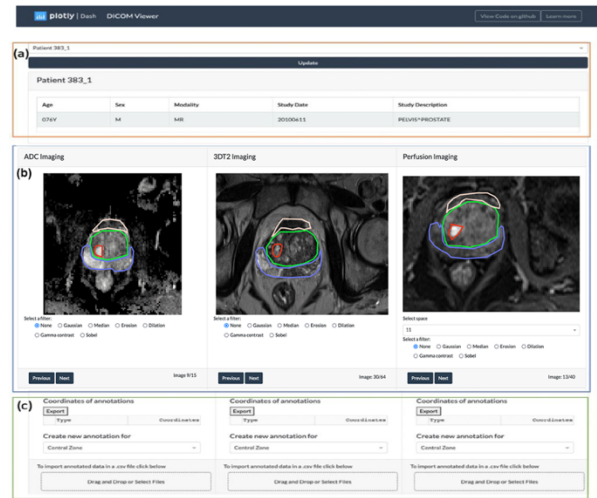 plotly | Dash DICOM Viewer View Code on github Learn more
(a)
Patient 383_1
Update
Patient 383_1
Age Sex Modality Study Date Study Description
076Y M MR 20100611 PELVIS^PROSTATE
(b)
ADC Imaging 3DT2 Imaging Perfusion Imaging
Select a filter: Select a filter: Select space
None Gaussian Median Erosion Dilation None Gaussian Median Erosion Dilation 11
Gamma contrast Sobel Gamma contrast Sobel Select a filter:
None Gaussian Median Erosion Dilation
Gamma contrast Sobel
Previous Next Image 9/15 Previous Next Image 30/64 Previous Next Image 13/40
(c)
Coordinates of annotations Coordinates of annotations Coordinates of annotations
Export Export Export
Type Coordinates Type Coordinates Type Coordinates
Create new annotation for Create new annotation for Create new annotation for
Control Zone Control Zone Control Zone
To import annotated data in a .csv file click below To import annotated data in a .csv file click below To import annotated data in a .csv file click below
Drag and Drop or Select Files Drag and Drop or Select Files Drag and Drop or Select Files